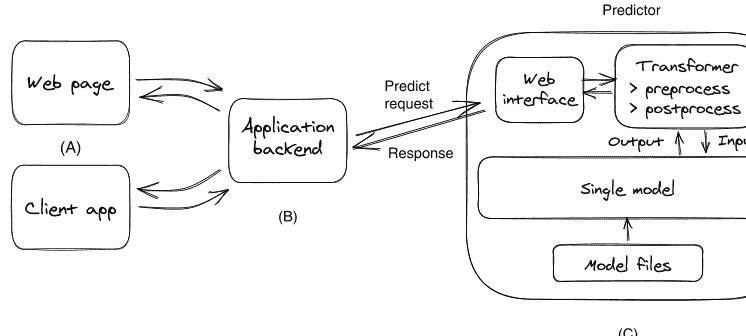 Predictor
Web page
(A)
Client app
Application
backend
(B)
Predict
request
Response
Web
interface
Transformer
> preprocess
> postprocess
Output
Single model
Model files
(C)